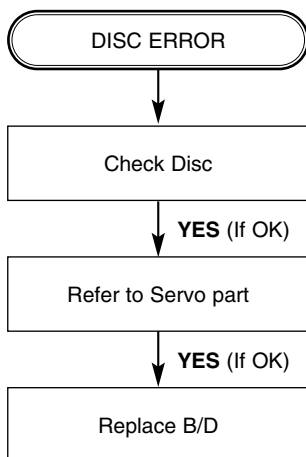 DISC ERROR
Check Disc
YES (If OK)
Refer to Servo part
YES (If OK)
Replace B/D